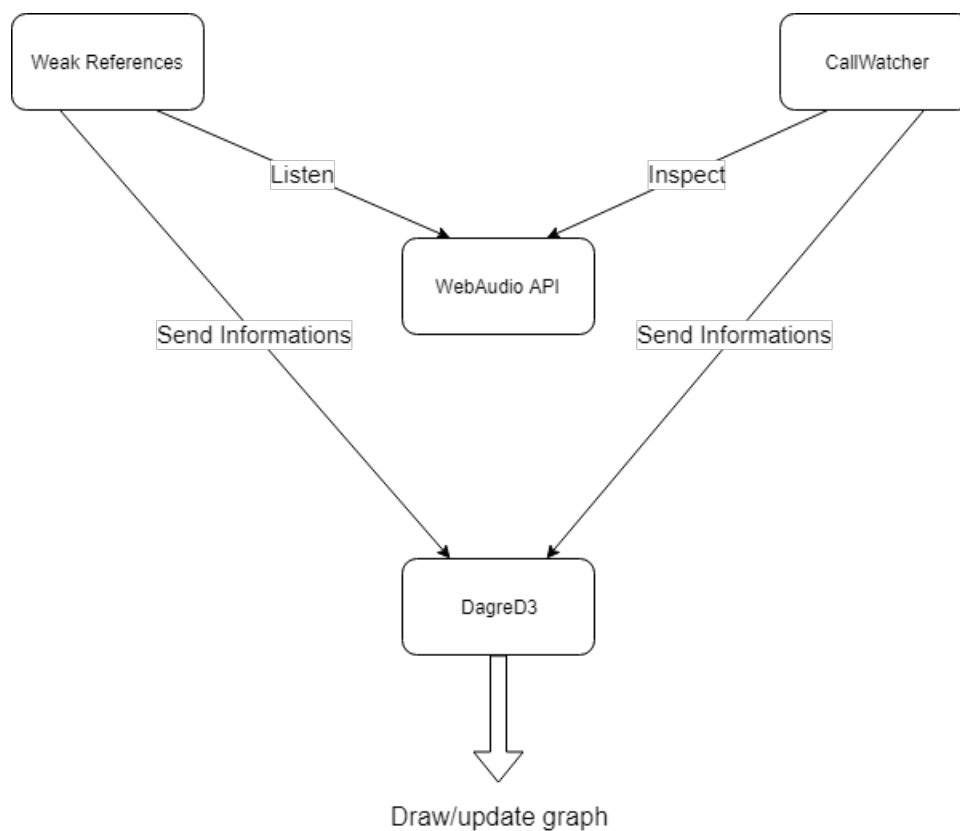 Weak References
CallWatcher
Listen
Inspect
WebAudio API
Send Informations
Send Informations
DagreD3
Draw/update graph